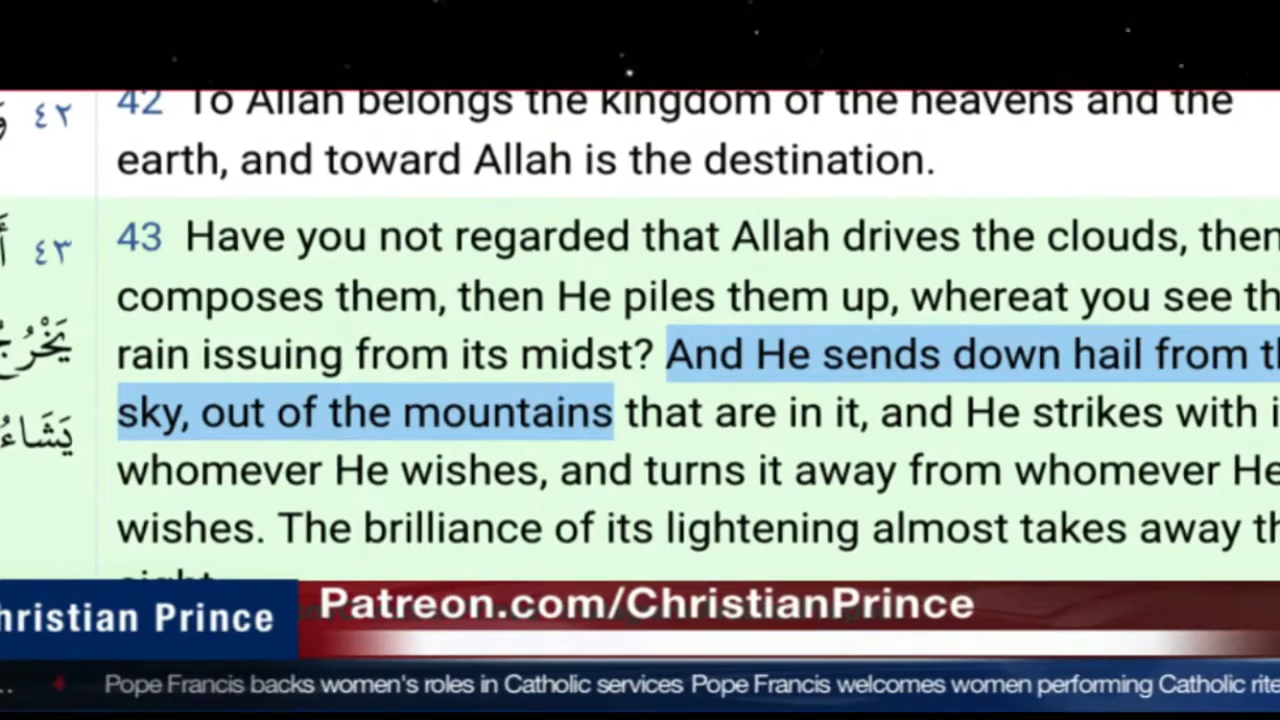 ٤٢
42 To Allah belongs the kingdom of the heavens and the
earth, and toward Allah is the destination.
٤٣
43 Have you not regarded that Allah drives the clouds, then
composes them, then He piles them up, whereat you see
rain issuing from its midst? And He sends down hail from
يَخْرُجُ
sky, out of the mountains that are in it, and He strikes with
يَشَاءُ
whomever He wishes, and turns it away from whomever He
wishes. The brilliance of its lightening almost takes away
hristian Prince
Patreon.com/ChristianPrince
Pope Francis backs women's roles in Catholic services Pope Francis welcomes women performing Catholic rite